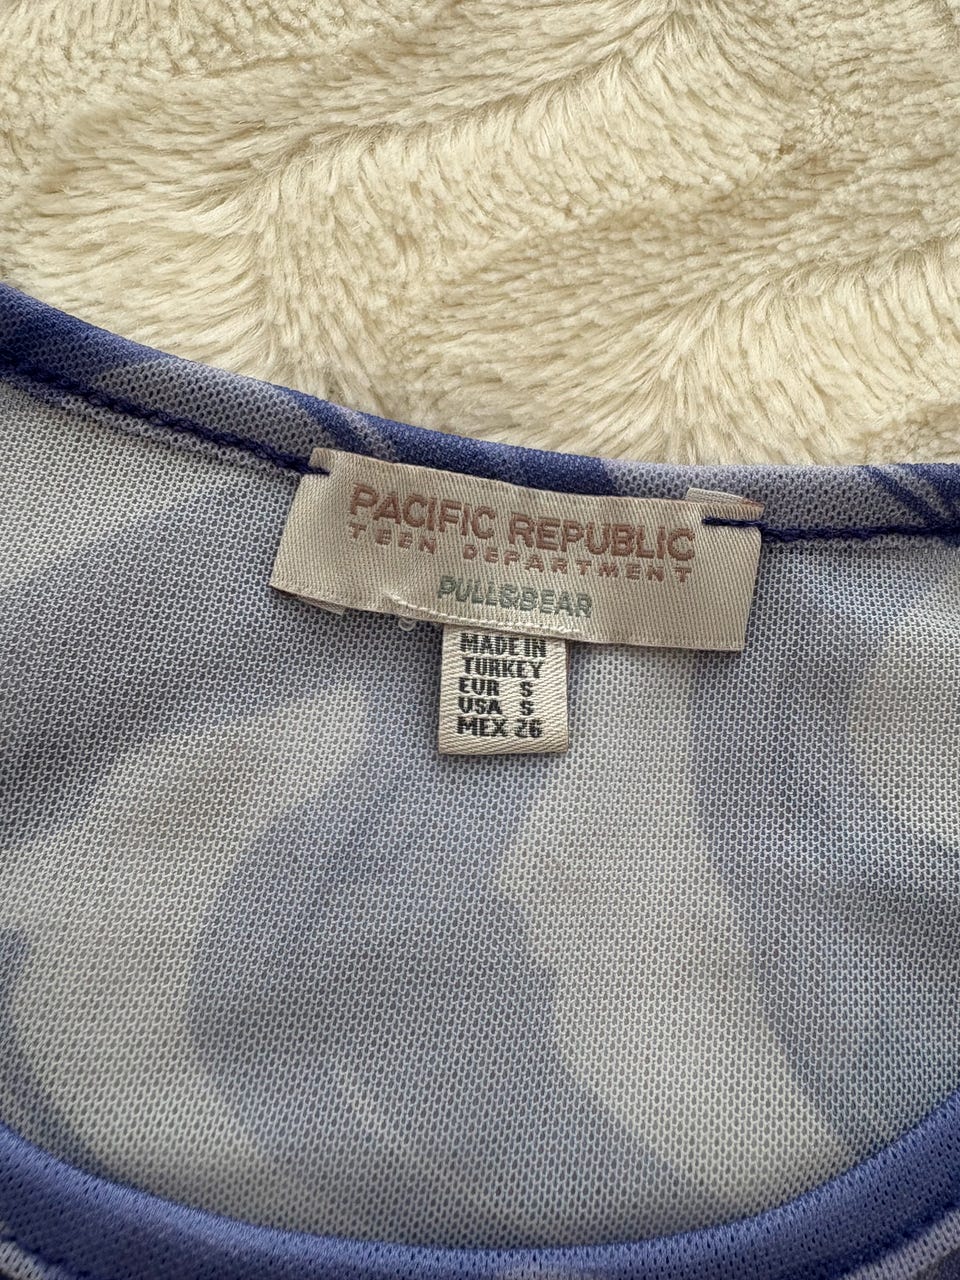 PACIFIC REPUBLIC
TEEN DEPARTMENT
PULL&BEAR
MADE IN
TURKEY
EUR S
USA S
MEX 26